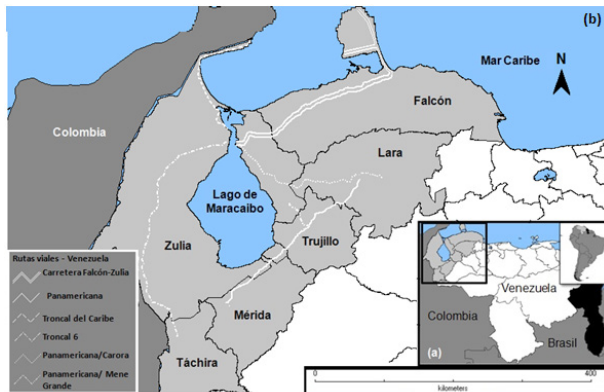 (b)
N
Mar Caribe
Falcón
Colombia
Lara
Lago de
Maracaibo
Zulia
Trujillo
Mérida
Táchira
Rutas viales - Venezuela
Carretera Falcón-Zulia
Panamericana
Troncal del Caribe
Troncal 6
Panamericana/Carora
Panamericana/ Mene
Grande
Venezuela
Colombia
Brasil
(a)
0
200
400
kilometers